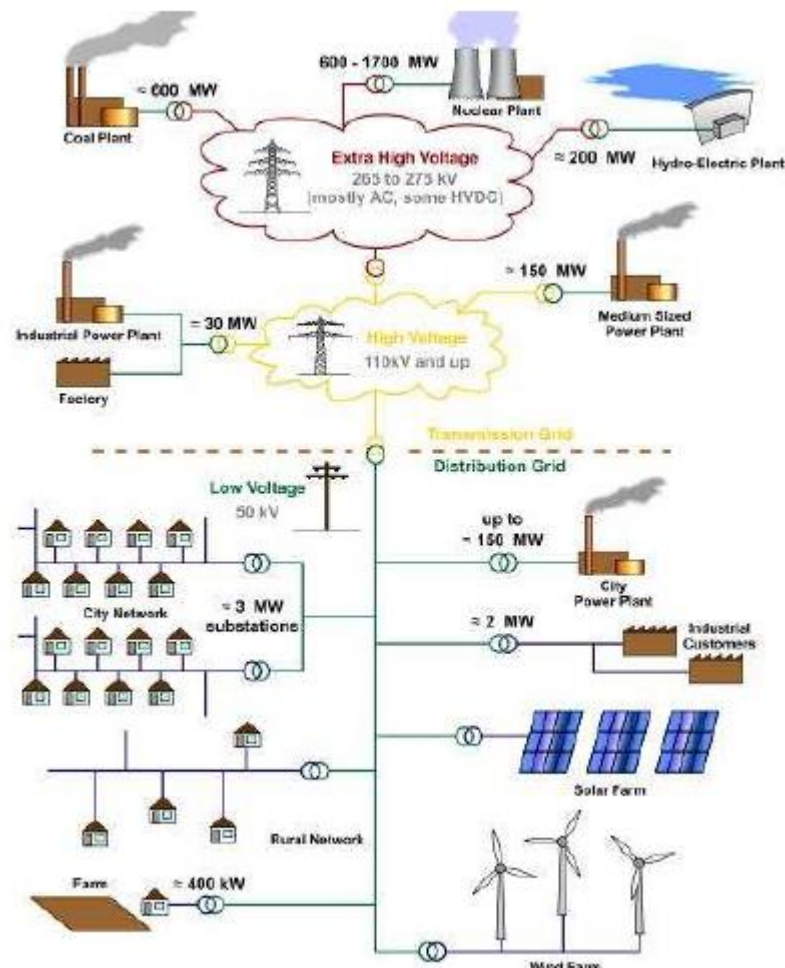 600 - 1700 MW
≈ 600 MW
Nuclear Plant
Coal Plant
Extra High Voltage
265 to 275 kV
(mostly AC, some HVDC)
≈ 200 MW
Hydro-Electric Plant
≈ 150 MW
Medium Sized
Power Plant
Industrial Power Plant
≈ 30 MW
High Voltage
110kV and up
Factory
Transmission Grid
Distribution Grid
Low Voltage
50 kV
up to
≈ 150 MW
City
Power Plant
City Network
≈ 3 MW
substations
≈ 2 MW
Industrial
Customers
Solar Farm
Rural Network
Farm
≈ 400 kW
Wind Farm